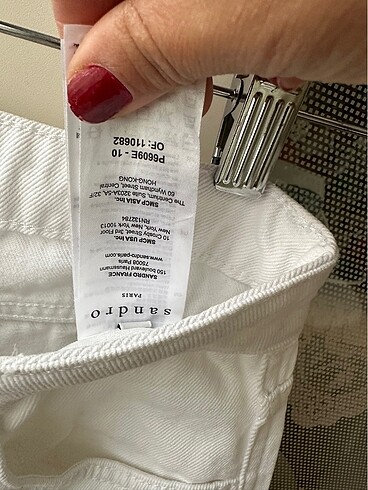 sandro
PARIS
SANDRO FRANCE
150 boulevard Haussmann
75008 Paris
www.sandro-paris.com
SMCP USA Inc.
10 Crosby Street, 3rd Floor
New York, New York 10013
RN132784
SMCP ASIA Inc.
The Centrium, Suite 3203A-5A, 32/F
60 Wyndham Street, Central
HONG-KONG
P6609E - 10
OF: 110682